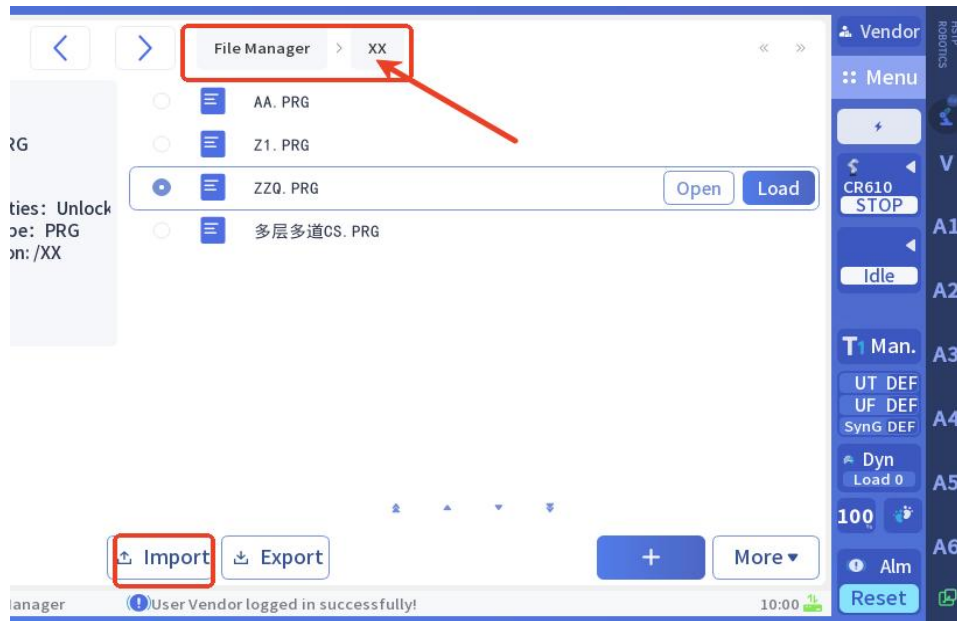 File Manager > XX
« »
AA. PRG
Z1. PRG
ZZQ. PRG
Open
Load
多层多道CS. PRG
RG
ties: Unlock
pe: PRG
on: /XX
Import
Export
+
More
anager
User Vendor logged in successfully!
10:00
Vendor
Menu
CR610
STOP
Idle
T1 Man.
UT DEF
UF DEF
SynG DEF
Dyn
Load 0
100
Alm
Reset
ROBOTICS
V
A1
A2
A3
A4
A5
A6